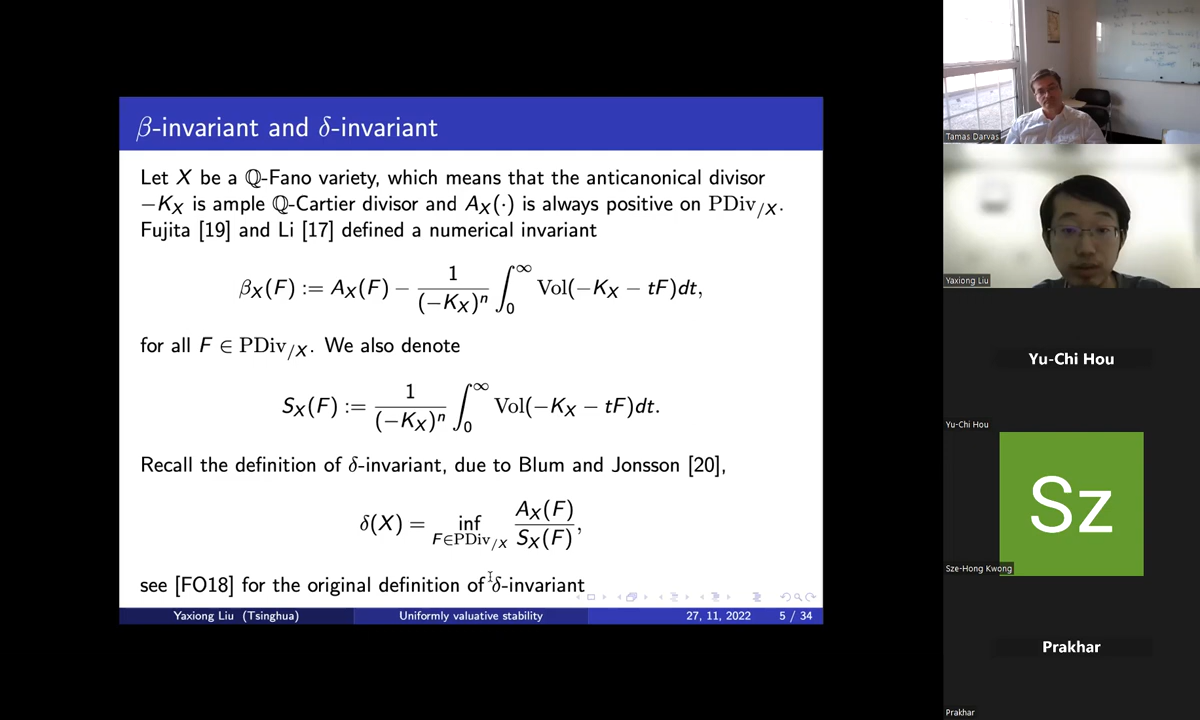 β-invariant and δ-invariant
Let X be a ℚ-Fano variety, which means that the anticanonical divisor
−K_X is ample ℚ-Cartier divisor and A_X(·) is always positive on PDiv_{/X}.
Fujita [19] and Li [17] defined a numerical invariant
β_X(F) := A_X(F) − \frac{1}{(−K_X)^n} ∫_0^∞ Vol(−K_X − tF)dt,
for all F ∈ PDiv_{/X}. We also denote
S_X(F) := \frac{1}{(−K_X)^n} ∫_0^∞ Vol(−K_X − tF)dt.
Recall the definition of δ-invariant, due to Blum and Jonsson [20],
δ(X) = \inf_{F∈PDiv_{/X}} \frac{A_X(F)}{S_X(F)},
see [FO18] for the original definition of δ-invariant
Yaxiong Liu (Tsinghua) Uniformly valuative stability 27, 11, 2022 5 / 34
Tamas Darvas
Yaxiong Liu
Yu-Chi Hou
Yu-Chi Hou
Sz
Sze-Hong Kwong
Prakhar
Prakhar